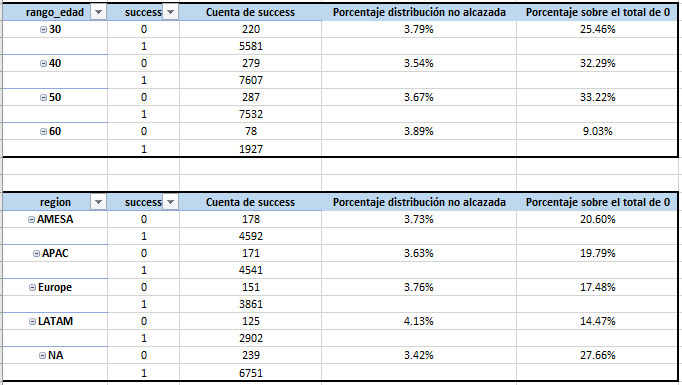 rango_edad success Cuenta de success Porcentaje distribución no alcazada Porcentaje sobre el total de 0
30 0 220 3.79% 25.46%
1 5581
40 0 279 3.54% 32.29%
1 7607
50 0 287 3.67% 33.22%
1 7532
60 0 78 3.89% 9.03%
1 1927
region success Cuenta de success Porcentaje distribución no alcazada Porcentaje sobre el total de 0
AMESA 0 178 3.73% 20.60%
1 4592
APAC 0 171 3.63% 19.79%
1 4541
Europe 0 151 3.76% 17.48%
1 3861
LATAM 0 125 4.13% 14.47%
1 2902
NA 0 239 3.42% 27.66%
1 6751